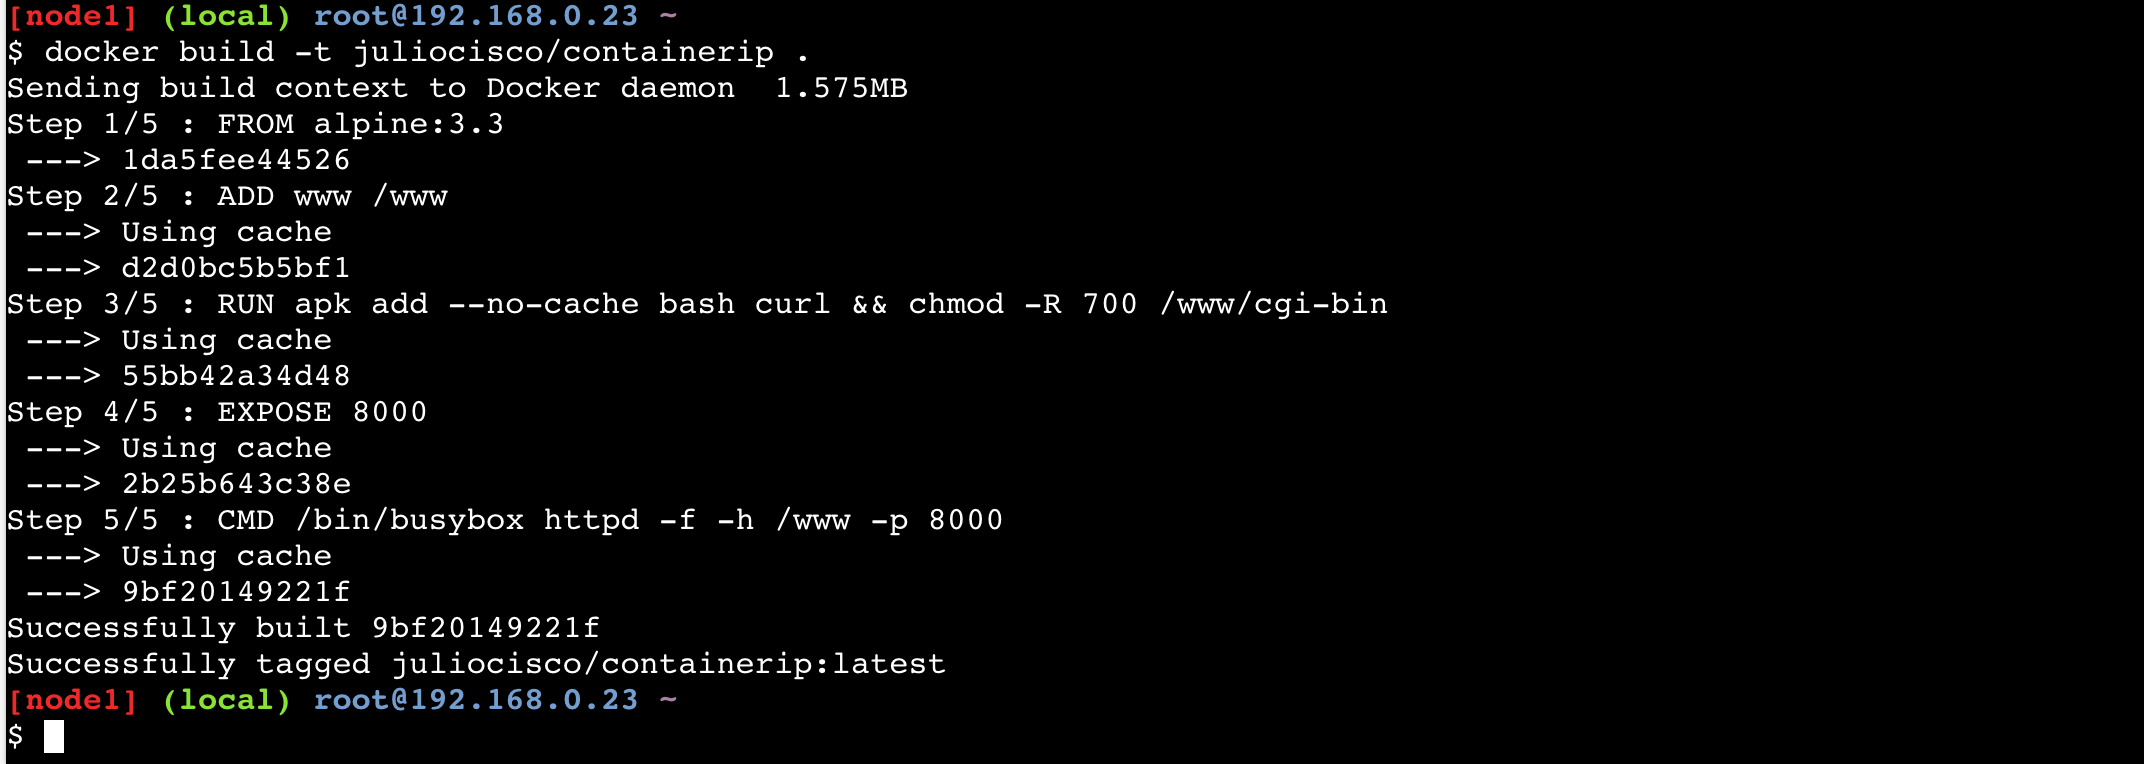 [node1] (local) root@192.168.0.23 ~
$ docker build -t juliocisco/containerip .
Sending build context to Docker daemon  1.575MB
Step 1/5 : FROM alpine:3.3
 ---> 1da5fee44526
Step 2/5 : ADD www /www
 ---> Using cache
 ---> d2d0bc5b5bf1
Step 3/5 : RUN apk add --no-cache bash curl && chmod -R 700 /www/cgi-bin
 ---> Using cache
 ---> 55bb42a34d48
Step 4/5 : EXPOSE 8000
 ---> Using cache
 ---> 2b25b643c38e
Step 5/5 : CMD /bin/busybox httpd -f -h /www -p 8000
 ---> Using cache
 ---> 9bf20149221f
Successfully built 9bf20149221f
Successfully tagged juliocisco/containerip:latest
[node1] (local) root@192.168.0.23 ~
$